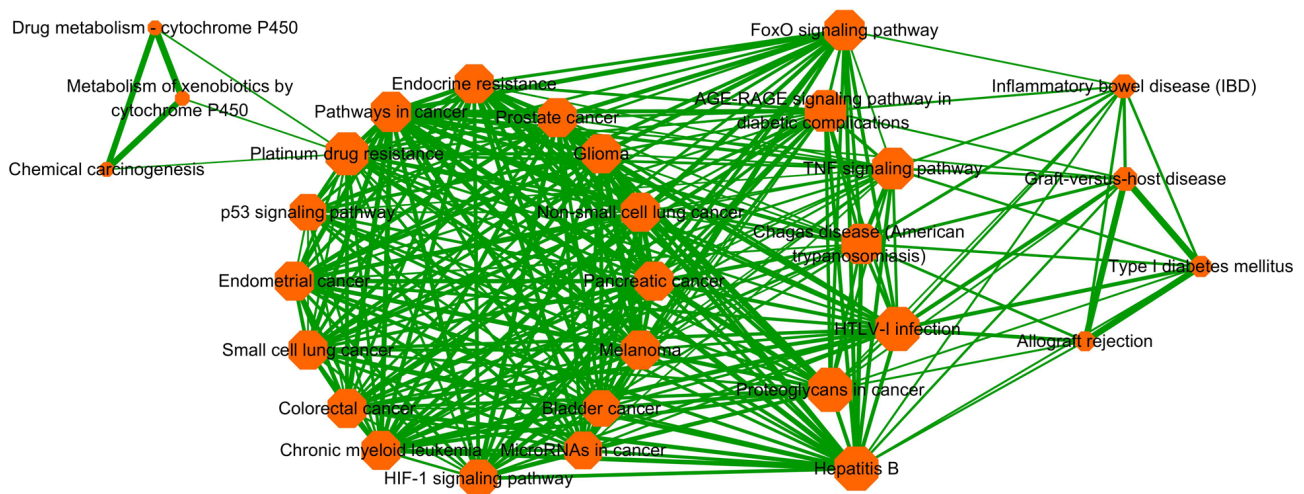 Drug metabolism - cytochrome P450
Metabolism of xenobiotics by
cytochrome P450
Chemical carcinogenesis
Endocrine resistance
Pathways in cancer
Prostate cancer
Platinum drug resistance
Glioma
p53 signaling pathway
Non-small cell lung cancer
Endometrial cancer
Pancreatic cancer
Small cell lung cancer
Melanoma
Colorectal cancer
Bladder cancer
Chronic myeloid leukemia
MicroRNAs in cancer
HIF-1 signaling pathway
FoxO signaling pathway
AGE-RAGE signaling pathway in
diabetic complications
TNF signaling pathway
Chagas disease (American
trypanosomiasis)
HTLV-I infection
Proteoglycans in cancer
Hepatitis B
Inflammatory bowel disease (IBD)
Graft-versus-host disease
Type I diabetes mellitus
Allograft rejection